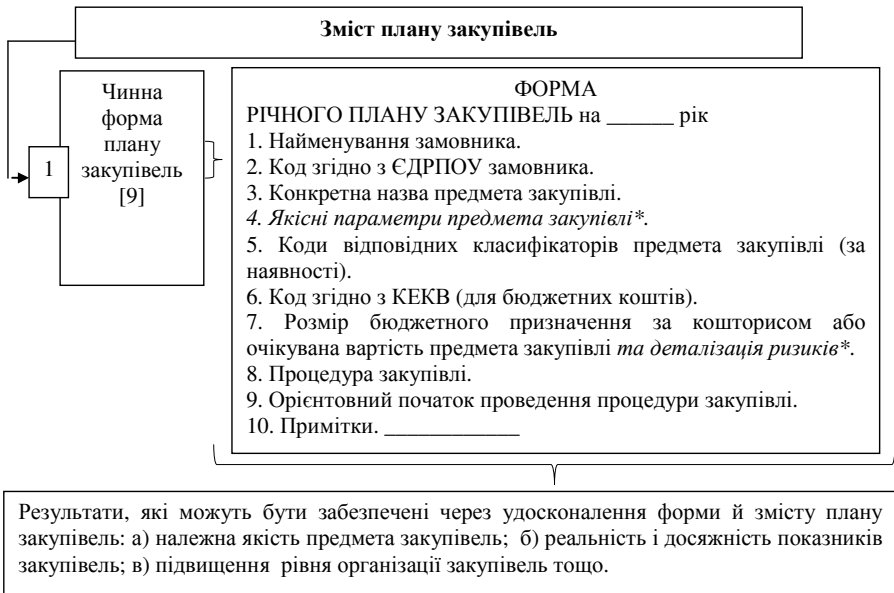 Зміст плану закупівель
Чинна
форма
плану
закупівель
[9]
1
ФОРМА
РІЧНОГО ПЛАНУ ЗАКУПІВЕЛЬ на ______ рік
1. Найменування замовника.
2. Код згідно з ЄДРПОУ замовника.
3. Конкретна назва предмета закупівлі.
4. Якісні параметри предмета закупівлі*.
5. Коди відповідних класифікаторів предмета закупівлі (за
наявності).
6. Код згідно з КЕКВ (для бюджетних коштів).
7. Розмір бюджетного призначення за кошторисом або
очікувана вартість предмета закупівлі та деталізація ризиків*.
8. Процедура закупівлі.
9. Орієнтовний початок проведення процедури закупівлі.
10. Примітки. ____________
Результати, які можуть бути забезпечені через удосконалення форми й змісту плану
закупівель: а) належна якість предмета закупівель; б) реальність і досяжність показників
закупівель; в) підвищення рівня організації закупівель тощо.